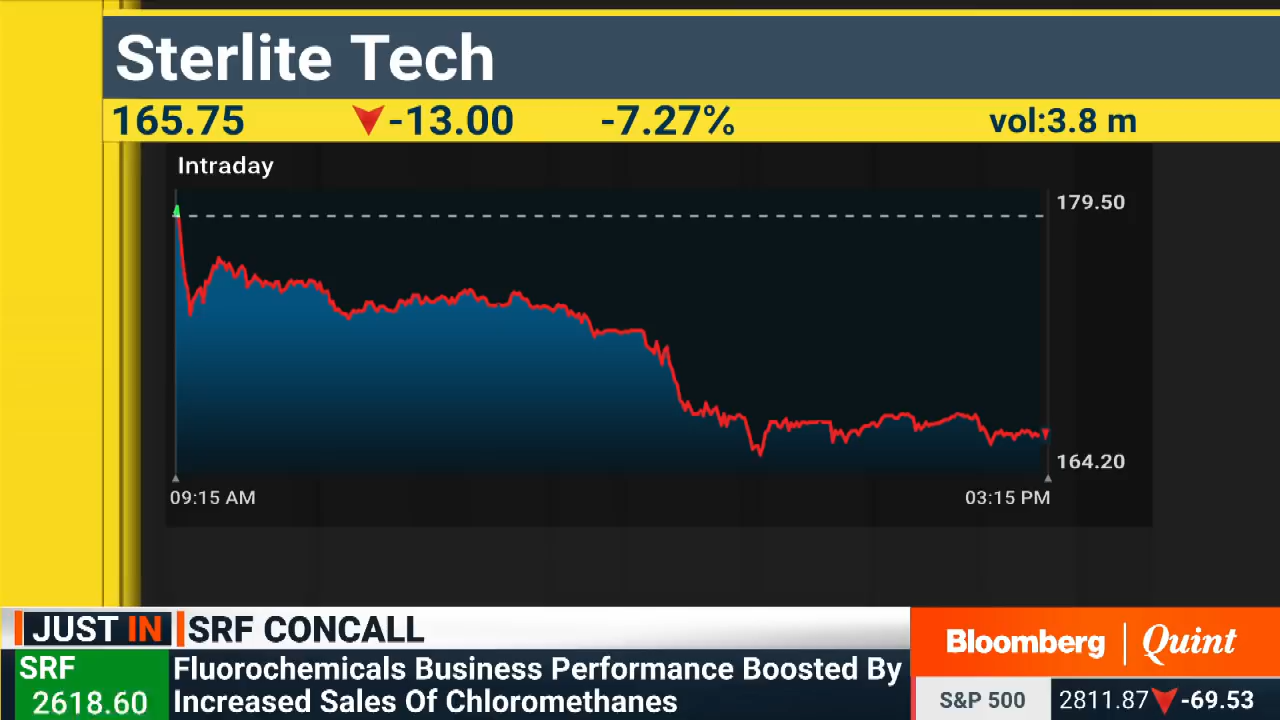 Sterlite Tech
165.75 -13.00 -7.27% vol:3.8 m
Intraday
179.50
164.20
09:15 AM 03:15 PM
JUST IN SRF CONCALL
SRF
2618.60
Fluorochemicals Business Performance Boosted By
Increased Sales Of Chloromethanes
Bloomberg | Quint
S&P 500 2811.87 -69.53